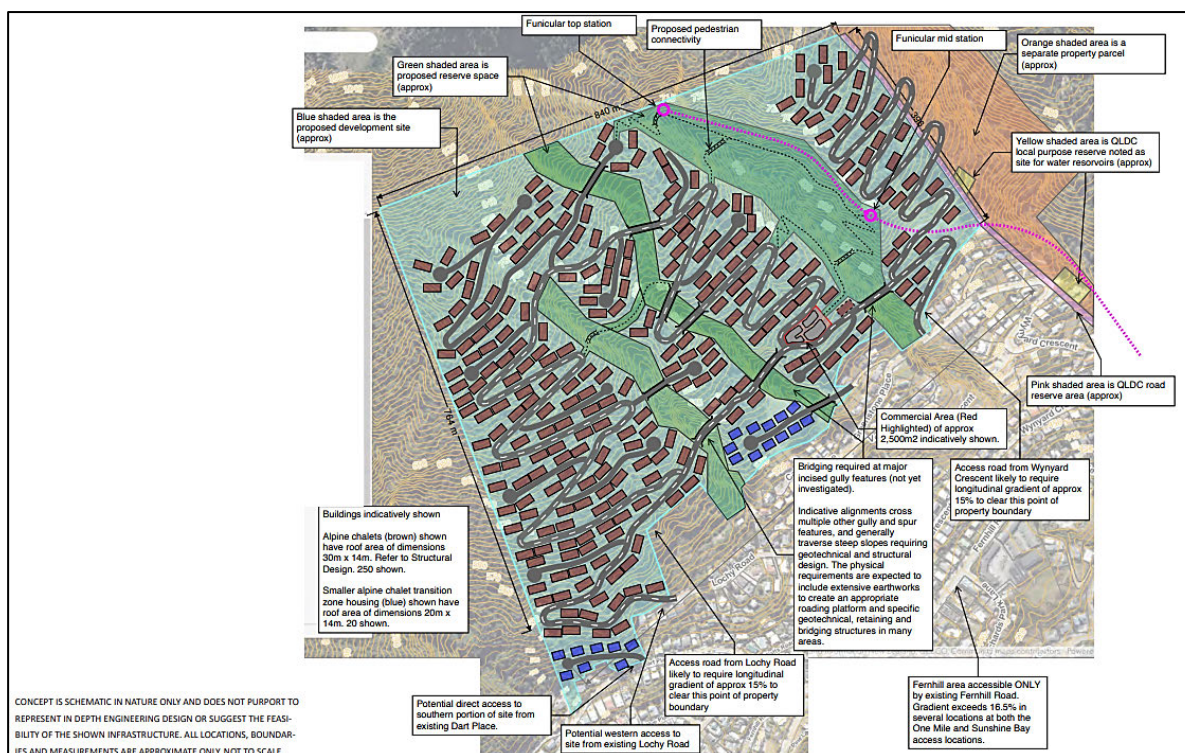 Funicular top station
Proposed pedestrian
connectivity
Funicular mid station
Orange shaded area is a
separate property parcel
(approx)
Green shaded area is
proposed reserve space
(approx)
Blue shaded area is the
proposed development site
(approx)
840 m
Yellow shaded area is QLDC
local purpose reserve noted as
site for water reservoirs (approx)
764 m
Pink shaded area is QLDC road
reserve area (approx)
Wynyard Crescent
Commercial Area (Red
Highlighted) of approx
2,500m2 indicatively shown.
Access road from Wynyard
Crescent likely to require
longitudinal gradient of approx
15% to clear this point of
property boundary
Bridging required at major
incised gully features (not yet
investigated).
Indicative alignments cross
multiple other gully and spur
features, and generally
traverse steep slopes requiring
geotechnical and structural
design. The physical
requirements are expected to
include extensive earthworks
to create an appropriate
roading platform and specific
geotechnical, retaining and
bridging structures in many
areas.
Buildings indicatively shown
Alpine chalets (brown) shown
have roof area of dimensions
30m x 14m. Refer to Structural
Design. 250 shown.
Smaller alpine chalet transition
zone housing (blue) shown have
roof area of dimensions 20m x
14m. 20 shown.
Lochy Road
Access road from Lochy Road
likely to require longitudinal
gradient of approx 15% to
clear this point of property
boundary
Potential direct access to
southern portion of site from
existing Dart Place.
Potential western access to
site from existing Lochy Road
Fernhill area accessible ONLY
by existing Fernhill Road.
Gradient exceeds 16.5% in
several locations at both the
One Mile and Sunshine Bay
access locations.
CONCEPT IS SCHEMATIC IN NATURE ONLY AND DOES NOT PURPORT TO
REPRESENT IN DEPTH ENGINEERING DESIGN OR SUGGEST THE FEASI-
BILITY OF THE SHOWN INFRASTRUCTURE. ALL LOCATIONS, BOUNDAR-
IES AND MEASUREMENTS ARE APPROXIMATE ONLY, NOT TO SCALE